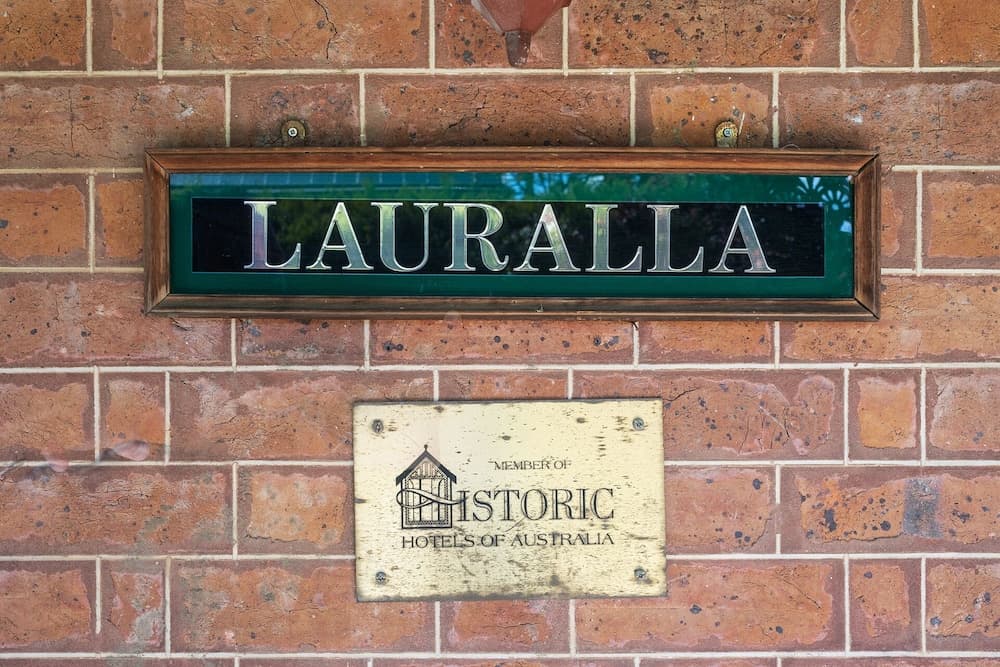 LAURALLA
MEMBER OF
HISTORIC
HOTELS OF AUSTRALIA